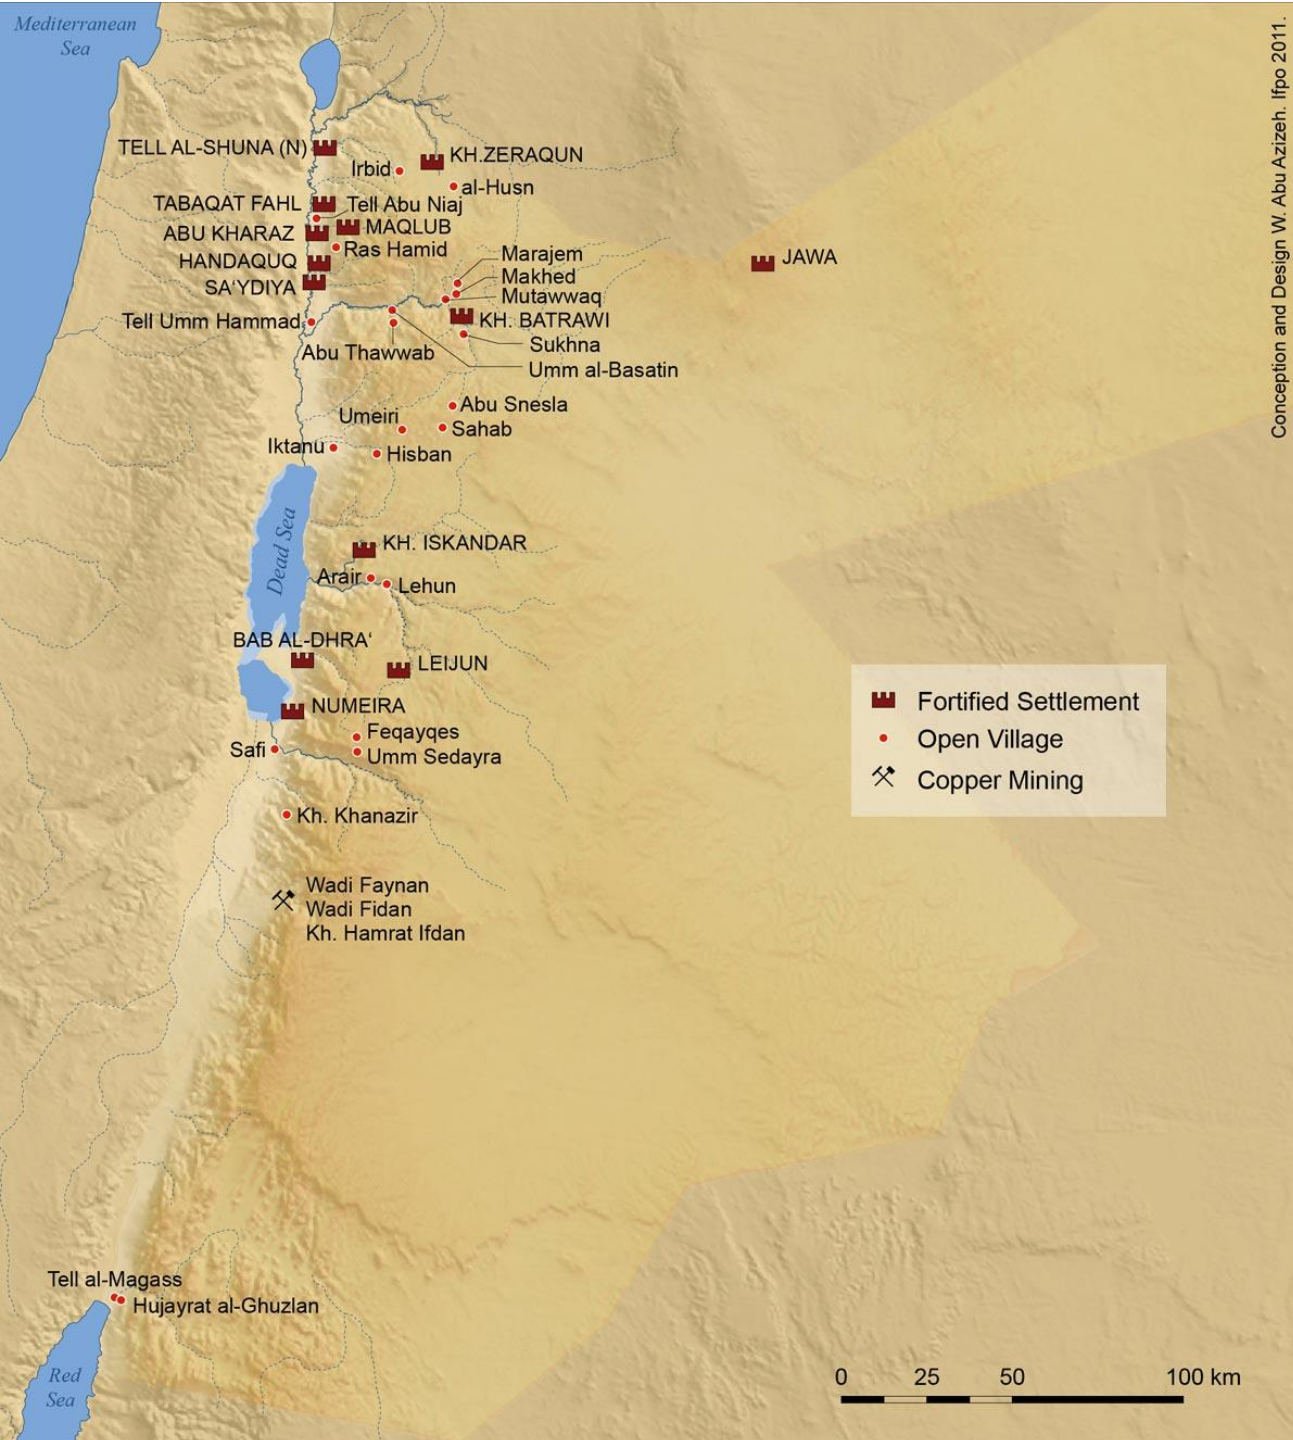 Mediterranean
Sea
Conception and Design W. Abu Azizeh. Ifpo 2011.
TELL AL-SHUNA (N)
KH.ZERAQUN
Irbid
al-Husn
TABAQAT FAHL
Tell Abu Niaj
MAQLUB
ABU KHARAZ
Ras Hamid
Marajem
JAWA
HANDAQUQ
Makhed
SA‘YDIYA
Mutawwaq
Tell Umm Hammad
KH. BATRAWI
Sukhna
Abu Thawwab
Umm al-Basatin
Abu Snesla
Umeiri
Sahab
Iktanu
Hisban
Dead Sea
KH. ISKANDAR
Arair
Lehun
BAB AL-DHRA‘
LEIJUN
NUMEIRA
Feqayqes
Safi
Umm Sedayra
Kh. Khanazir
Wadi Faynan
Wadi Fidan
Kh. Hamrat Ifdan
Fortified Settlement
Open Village
Copper Mining
Tell al-Magass
Hujayrat al-Ghuzlan
Red
Sea
0 25 50 100 km